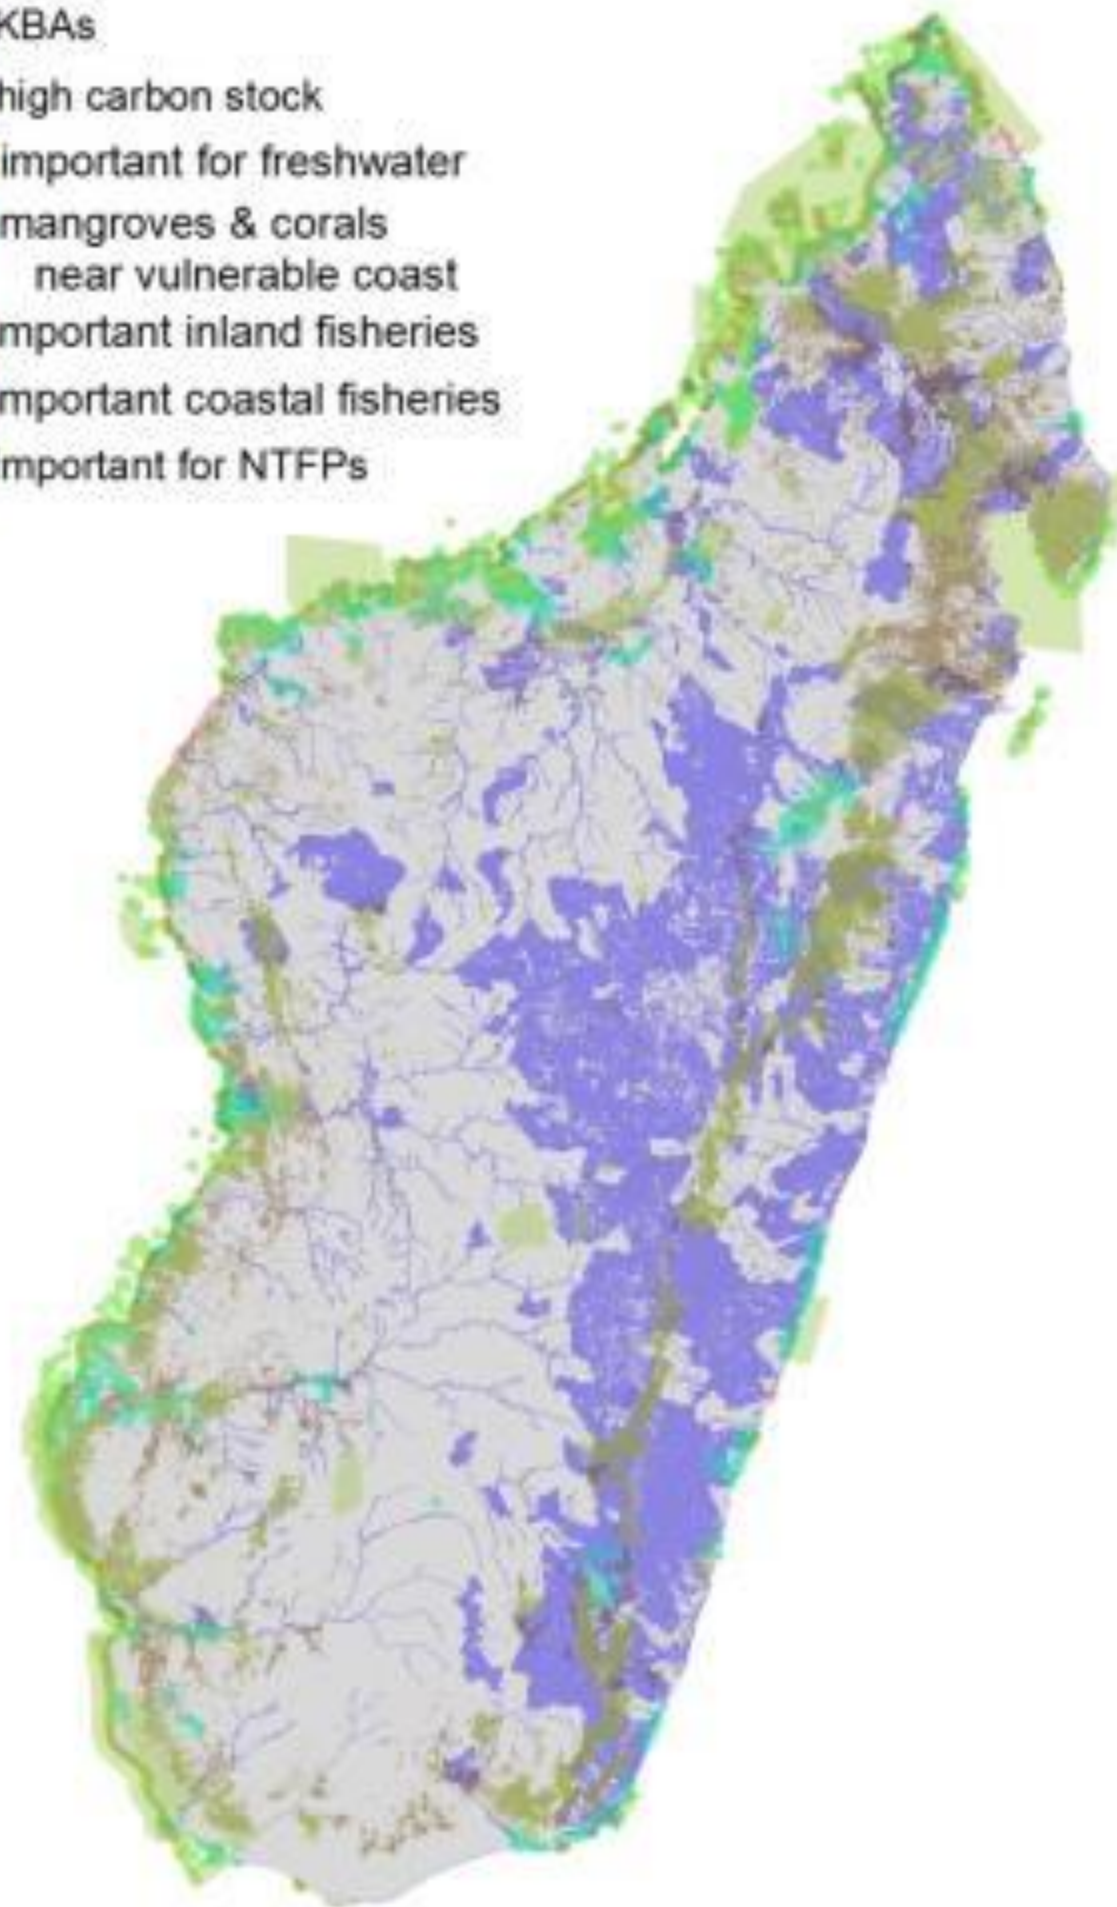 KBAs
high carbon stock
important for freshwater
mangroves & corals
near vulnerable coast
mportant inland fisheries
mportant coastal fisheries
mportant for NTFPs